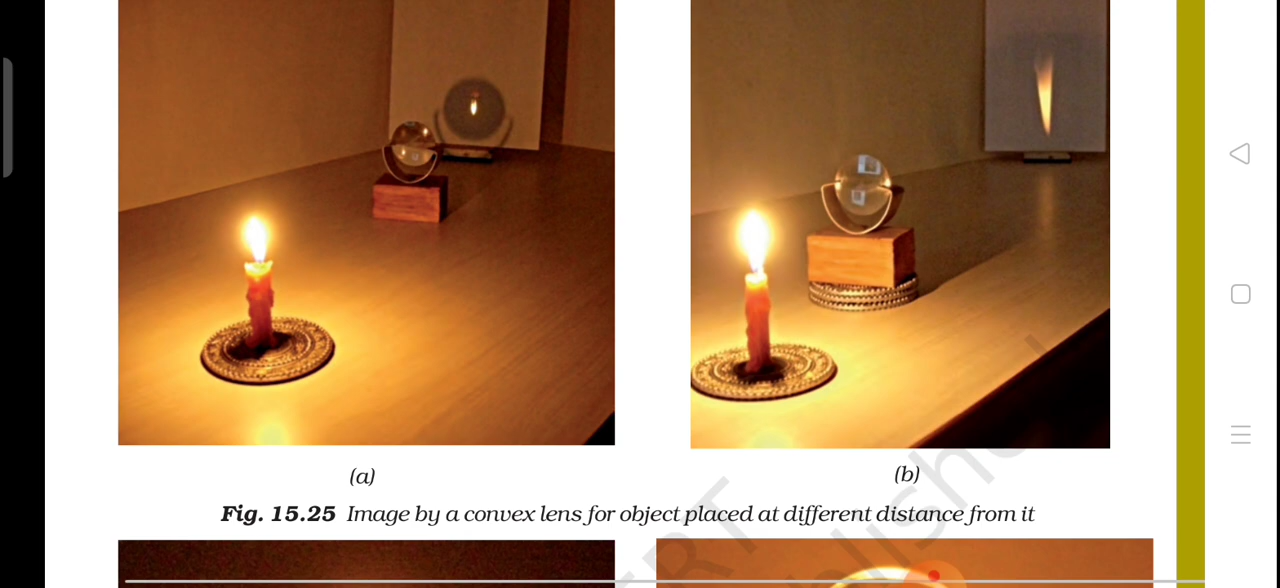 (a)
(b)
Fig. 15.25 Image by a convex lens for object placed at different distance from it